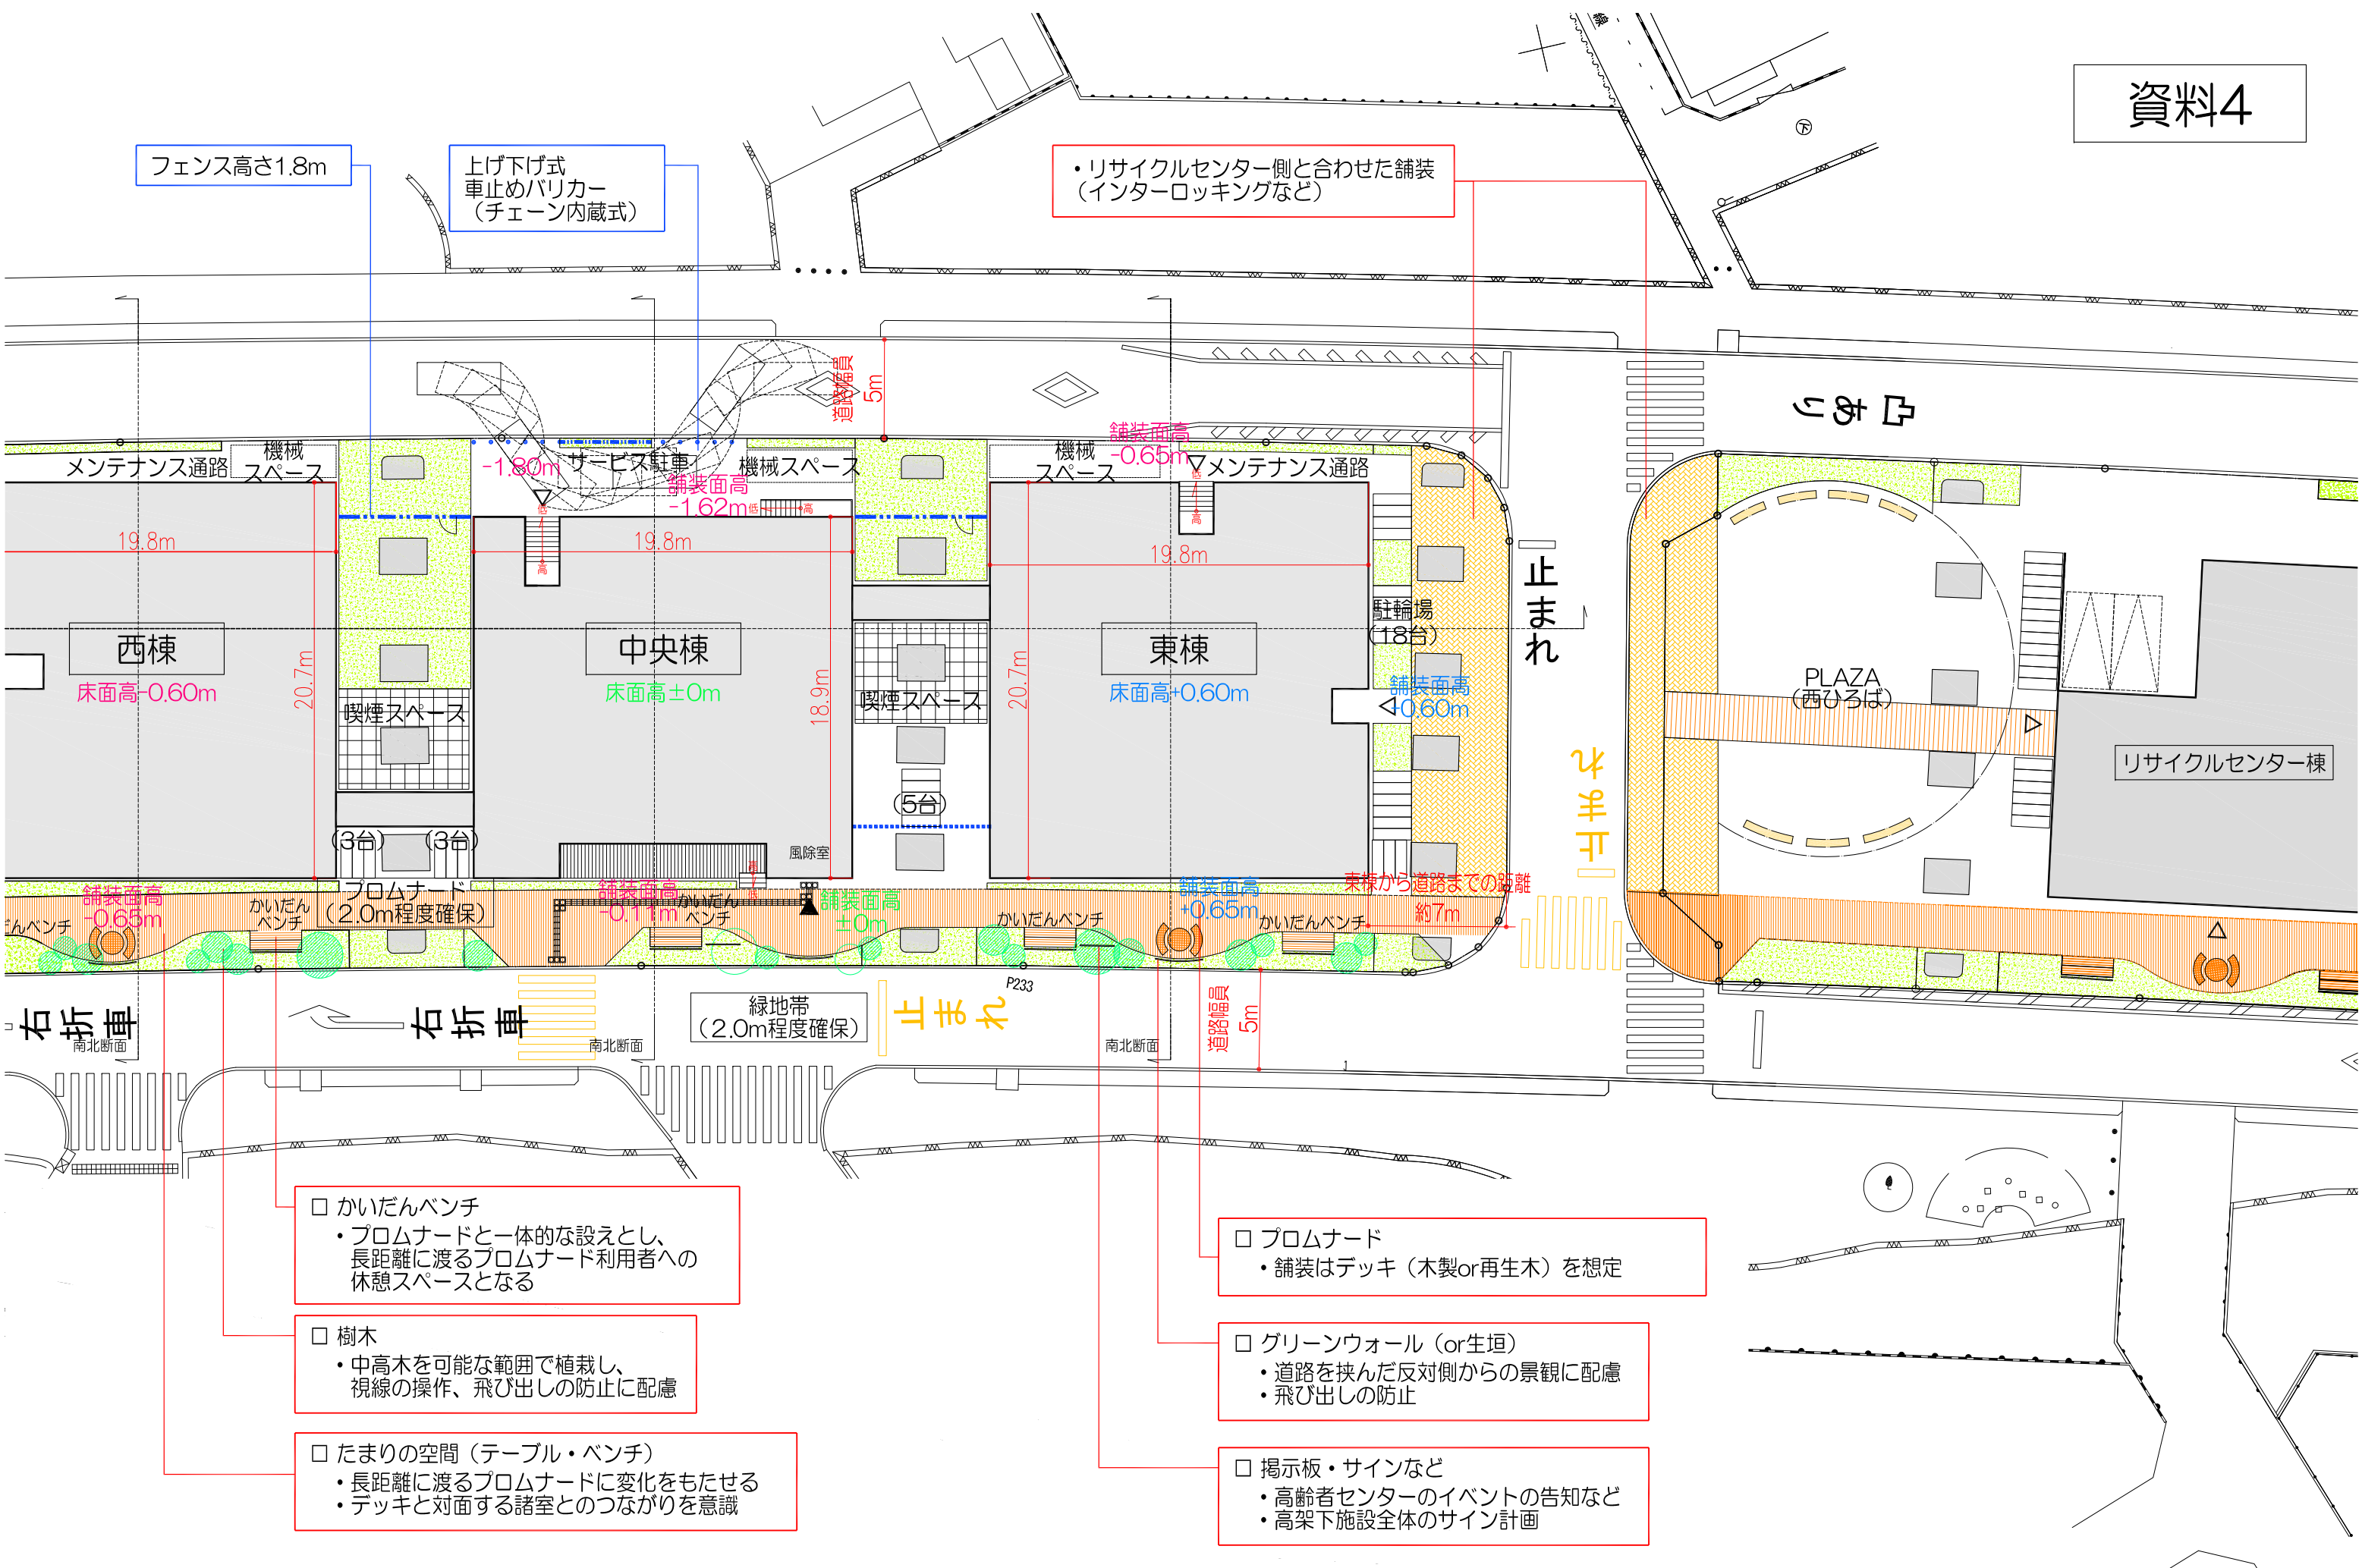 資料4
フェンス高さ1.8m
上げ下げ式
車止めバリカー
（チェーン内蔵式）
・リサイクルセンター側と合わせた舗装
（インターロッキングなど）
下
凸あり
道路幅員
5m
メンテナンス通路
機械
スペース
-1.80m
サービス駐車
機械スペース
舗装面高
-1.62m
低
高
低
高
機械
スペース
舗装面高
-0.65m
メンテナンス通路
低
高
19.8m
19.8m
19.8m
西棟
床面高-0.60m
20.7m
喫煙スペース
中央棟
床面高±0m
18.9m
喫煙スペース
20.7m
東棟
床面高+0.60m
駐輪場
(18台)
舗装面高
+0.60m
止まれ
止まれ
PLAZA
(西ひろば)
リサイクルセンター棟
(3台)
(3台)
(5台)
風除室
高
低
舗装面高
-0.65m
かいだん
ベンチ
プロムナード
（2.0m程度確保）
舗装面高
-0.11m
かいだん
ベンチ
舗装面高
±0m
かいだんベンチ
舗装面高
+0.65m
かいだんベンチ
東棟から道路までの距離
約7m
だんベンチ
P233
右折車
右折車
緑地帯
（2.0m程度確保）
止まれ
道路幅員
5m
南北断面
南北断面
南北断面
□ かいだんベンチ
・プロムナードと一体的な設えとし、
長距離に渡るプロムナード利用者への
休憩スペースとなる
□ 樹木
・中高木を可能な範囲で植栽し、
視線の操作、飛び出しの防止に配慮
□ たまりの空間（テーブル・ベンチ）
・長距離に渡るプロムナードに変化をもたせる
・デッキと対面する諸室とのつながりを意識
□ プロムナード
・舗装はデッキ（木製or再生木）を想定
□ グリーンウォール（or生垣）
・道路を挟んだ反対側からの景観に配慮
・飛び出しの防止
□ 掲示板・サインなど
・高齢者センターのイベントの告知など
・高架下施設全体のサイン計画